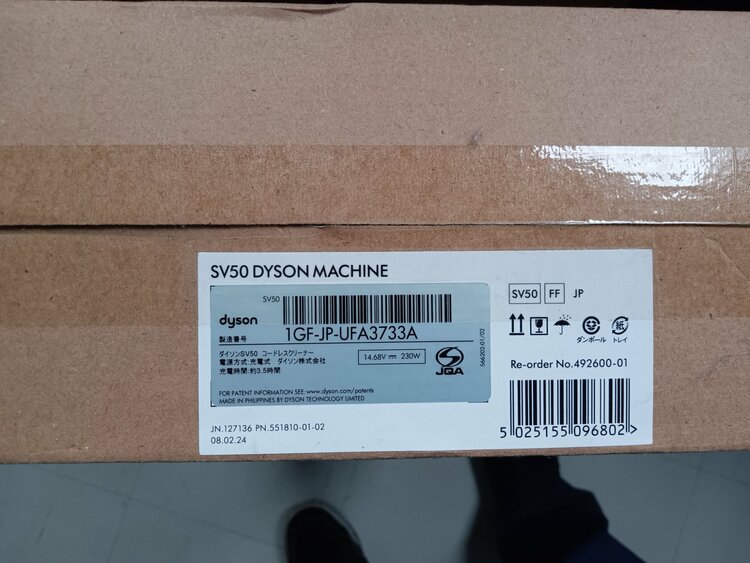 SV50 DYSON MACHINE
SV50
dyson
製造番号
1GF-JP-UFA3733A
ダイソンSV50 コードレスクリーナー
電源方式:充電式 ダイソン株式会社
充電時間:約3.5時間
14.68V 230W
JQA
566202-01/02
FOR PATENT INFORMATION SEE: www.dyson.com/patents
MADE IN PHILIPPINES BY DYSON TECHNOLOGY LIMITED
JN.127136 PN.551810-01-02
08.02.24
SV50 FF JP
紙
ダンボール トレイ
Re-order No.492600-01
5 025155 096802 >